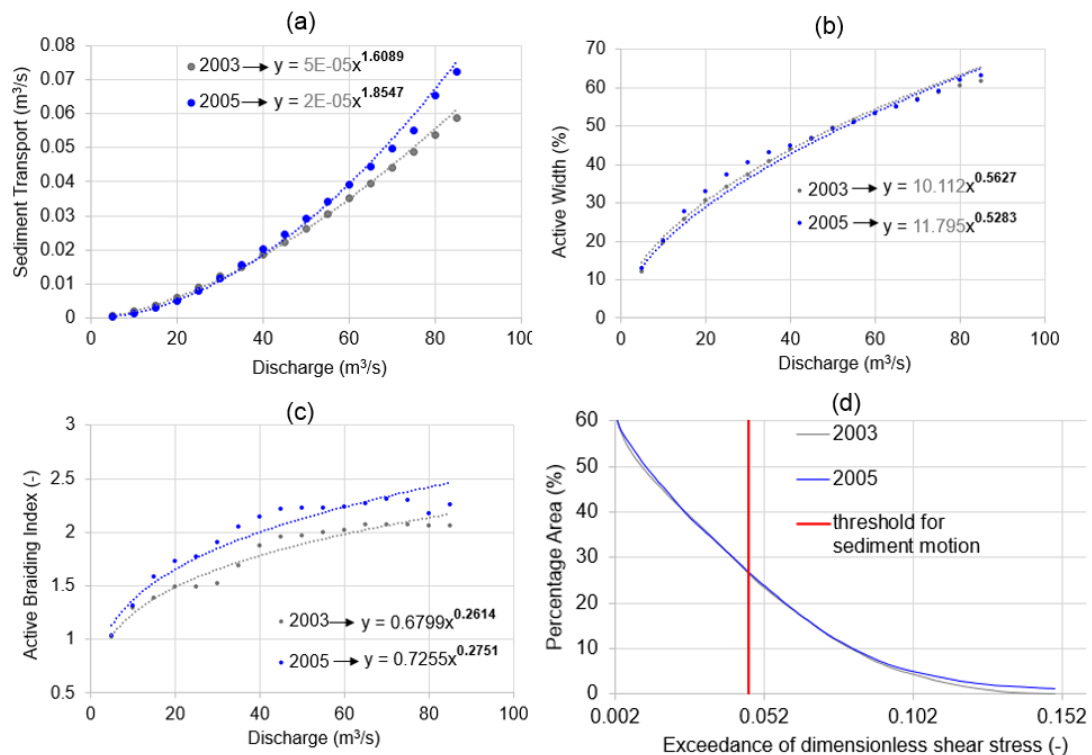 (a)
0.08
0.07
0.06
0.05
0.04
0.03
0.02
0.01
0
Sediment Transport (m³/s)
2003 → y = 5E-05x^1.6089
2005 → y = 2E-05x^1.8547
0 20 40 60 80 100
Discharge (m³/s)
(b)
70
60
50
40
30
20
10
0
Active Width (%)
2003 → y = 10.112x^0.5627
2005 → y = 11.795x^0.5283
0 20 40 60 80 100
Discharge (m³/s)
(c)
3
2.5
2
1.5
1
0.5
Active Braiding Index (-)
2003 → y = 0.6799x^0.2614
2005 → y = 0.7255x^0.2751
0 20 40 60 80 100
Discharge (m³/s)
(d)
60
50
40
30
20
10
0
Percentage Area (%)
2003
2005
threshold for
sediment motion
0.002 0.052 0.102 0.152
Exceedance of dimensionless shear stress (-)